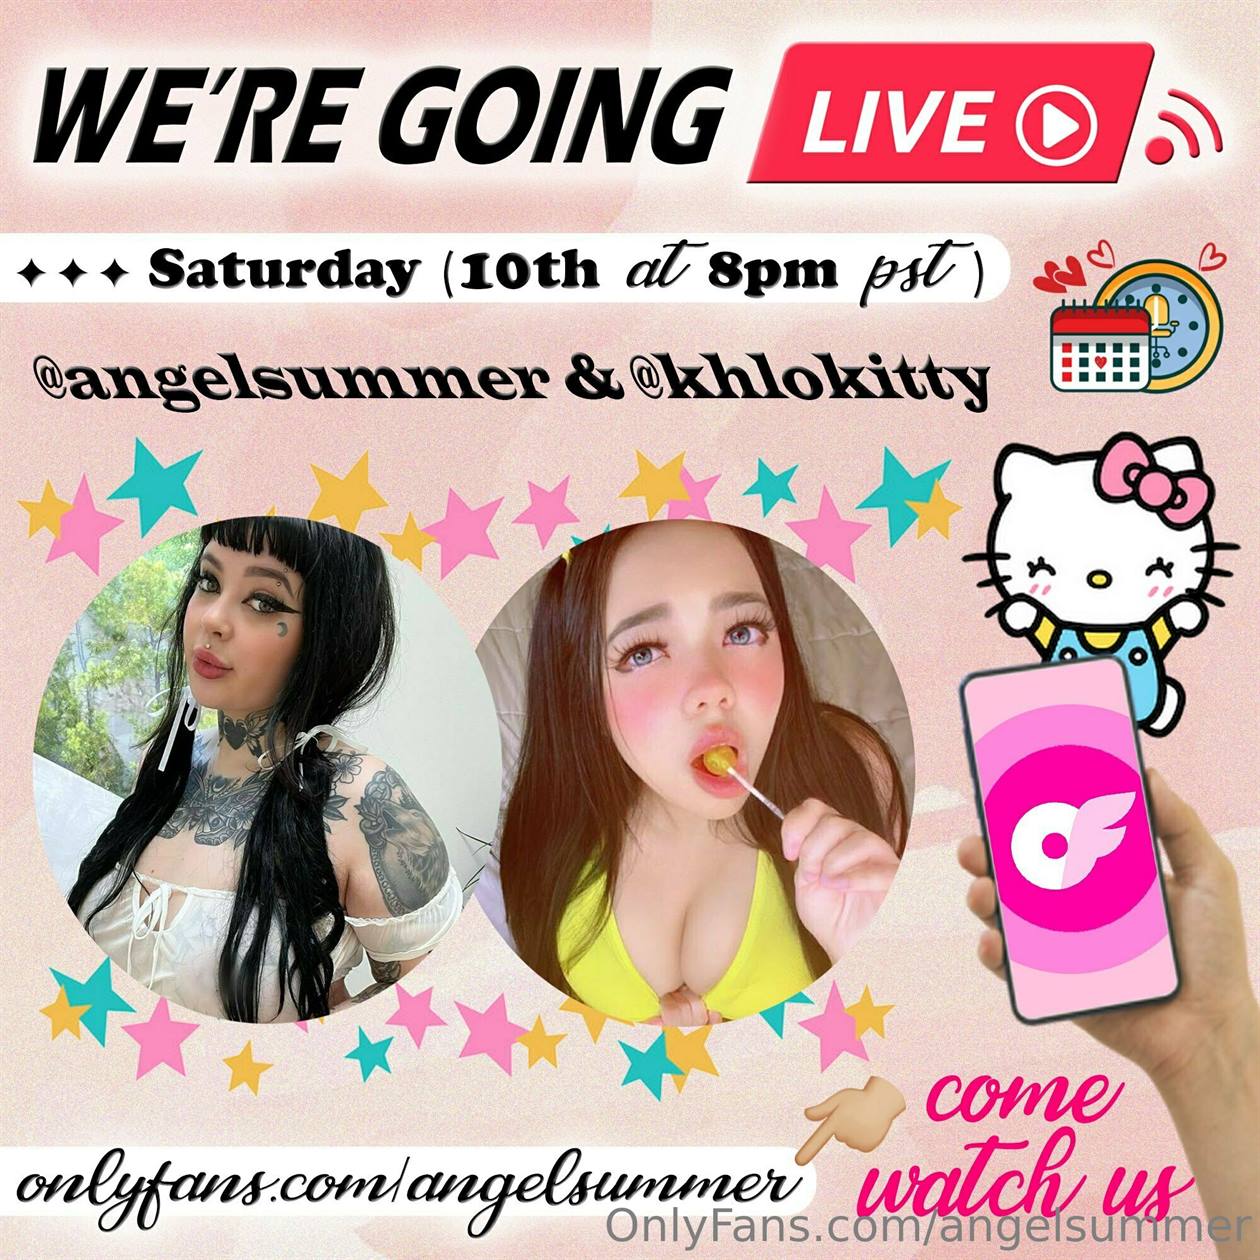 WE'RE GOING LIVE
Saturday (10th at 8pm pst)
@angelsummer & @khlokitty
OF
come
watch us
onlyfans.com/angelsummer
OnlyFans.com/angelsummer